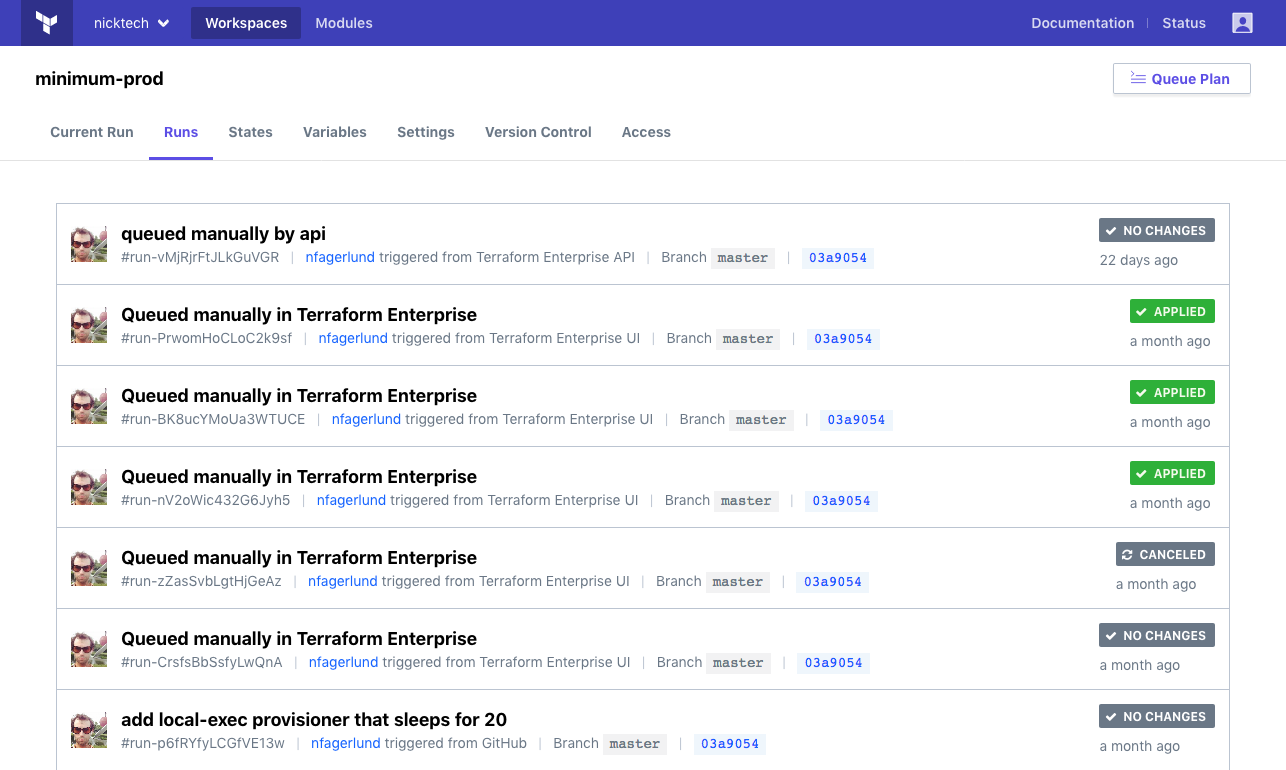 nicktech Workspaces Modules Documentation Status
minimum-prod Queue Plan
Current Run Runs States Variables Settings Version Control Access
queued manually by api NO CHANGES
#run-vMjRjrFtJLkGuVGR | nfagerlund triggered from Terraform Enterprise API | Branch master | 03a9054 22 days ago
Queued manually in Terraform Enterprise APPLIED
#run-PrwomHoCLoC2k9sf | nfagerlund triggered from Terraform Enterprise UI | Branch master | 03a9054 a month ago
Queued manually in Terraform Enterprise APPLIED
#run-BK8ucYMoUa3WTUCE | nfagerlund triggered from Terraform Enterprise UI | Branch master | 03a9054 a month ago
Queued manually in Terraform Enterprise APPLIED
#run-nV2oWic432G6Jyh5 | nfagerlund triggered from Terraform Enterprise UI | Branch master | 03a9054 a month ago
Queued manually in Terraform Enterprise CANCELED
#run-zZasSvbLgtHjGeAz | nfagerlund triggered from Terraform Enterprise UI | Branch master | 03a9054 a month ago
Queued manually in Terraform Enterprise NO CHANGES
#run-CrsfsBbSsfyLwQnA | nfagerlund triggered from Terraform Enterprise UI | Branch master | 03a9054 a month ago
add local-exec provisioner that sleeps for 20 NO CHANGES
#run-p6fRYfyLCGfVE13w | nfagerlund triggered from GitHub | Branch master | 03a9054 a month ago